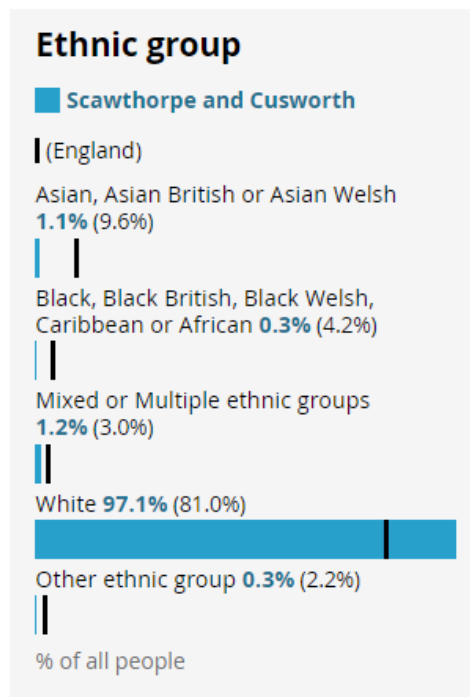 Ethnic group
Scawthorpe and Cusworth
(England)
Asian, Asian British or Asian Welsh
1.1% (9.6%)
Black, Black British, Black Welsh,
Caribbean or African 0.3% (4.2%)
Mixed or Multiple ethnic groups
1.2% (3.0%)
White 97.1% (81.0%)
Other ethnic group 0.3% (2.2%)
% of all people